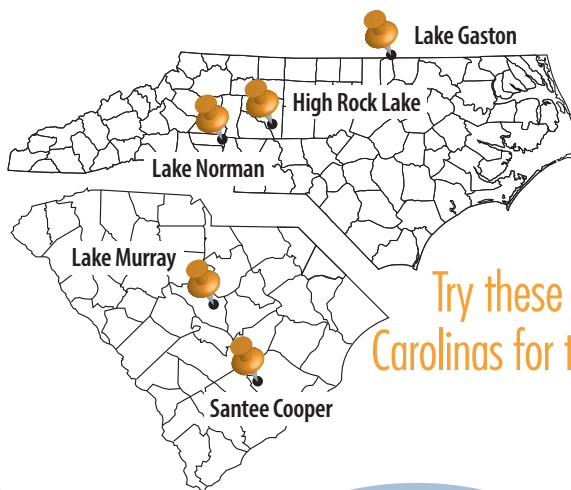 Lake Gaston
High Rock Lake
Lake Norman
Lake Murray
Try these
Carolinas for t
Santee Cooper